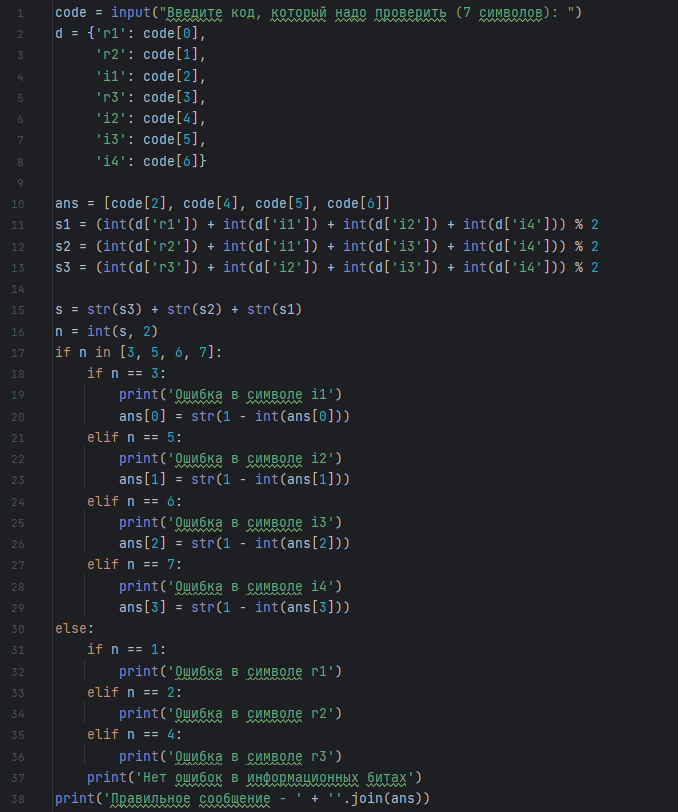 1 code = input("Введите код, который надо проверить (7 символов): ")
2 d = {'r1': code[0],
3      'r2': code[1],
4      'i1': code[2],
5      'r3': code[3],
6      'i2': code[4],
7      'i3': code[5],
8      'i4': code[6]}
9
10 ans = [code[2], code[4], code[5], code[6]]
11 s1 = (int(d['r1']) + int(d['i1']) + int(d['i2']) + int(d['i4'])) % 2
12 s2 = (int(d['r2']) + int(d['i1']) + int(d['i3']) + int(d['i4'])) % 2
13 s3 = (int(d['r3']) + int(d['i2']) + int(d['i3']) + int(d['i4'])) % 2
14
15 s = str(s3) + str(s2) + str(s1)
16 n = int(s, 2)
17 if n in [3, 5, 6, 7]:
18     if n == 3:
19         print('Ошибка в символе i1')
20         ans[0] = str(1 - int(ans[0]))
21     elif n == 5:
22         print('Ошибка в символе i2')
23         ans[1] = str(1 - int(ans[1]))
24     elif n == 6:
25         print('Ошибка в символе i3')
26         ans[2] = str(1 - int(ans[2]))
27     elif n == 7:
28         print('Ошибка в символе i4')
29         ans[3] = str(1 - int(ans[3]))
30 else:
31     if n == 1:
32         print('Ошибка в символе r1')
33     elif n == 2:
34         print('Ошибка в символе r2')
35     elif n == 4:
36         print('Ошибка в символе r3')
37     print('Нет ошибок в информационных битах')
38 print('Правильное сообщение - ' + ''.join(ans))